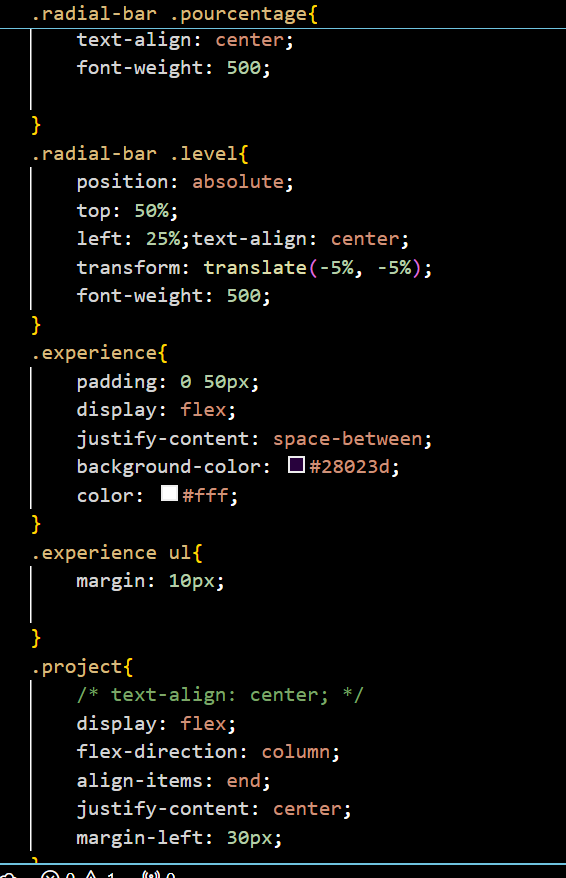 .radial-bar .pourcentage{
text-align: center;
font-weight: 500;
}
.radial-bar .level{
position: absolute;
top: 50%;
left: 25%;text-align: center;
transform: translate(-5%, -5%);
font-weight: 500;
}
.experience{
padding: 0 50px;
display: flex;
justify-content: space-between;
background-color: #28023d;
color: #fff;
}
.experience ul{
margin: 10px;
}
.project{
/* text-align: center; */
display: flex;
flex-direction: column;
align-items: end;
justify-content: center;
margin-left: 30px;